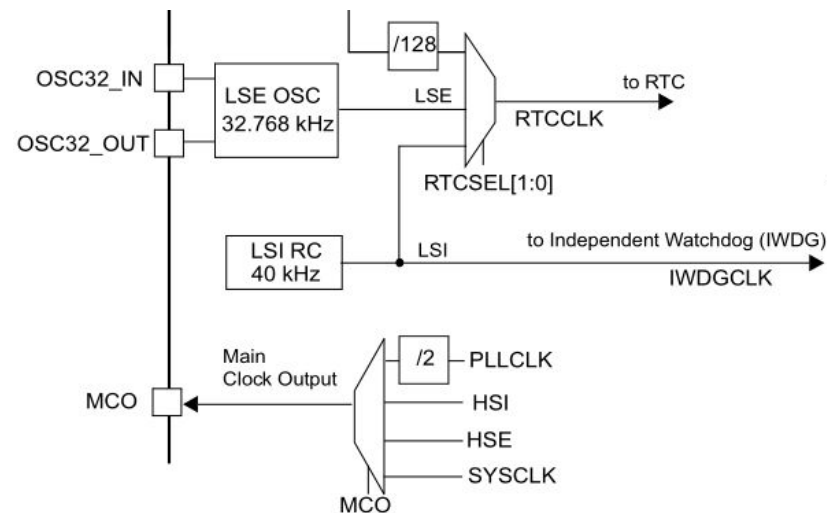 /128
OSC32_IN
LSE OSC
32.768 kHz
LSE
to RTC
RTCCLK
OSC32_OUT
RTCSEL[1:0]
LSI RC
40 kHz
LSI
to Independent Watchdog (IWDG)
IWDGCLK
Main
Clock Output
/2
PLLCLK
MCO
HSI
HSE
SYSCLK
MCO